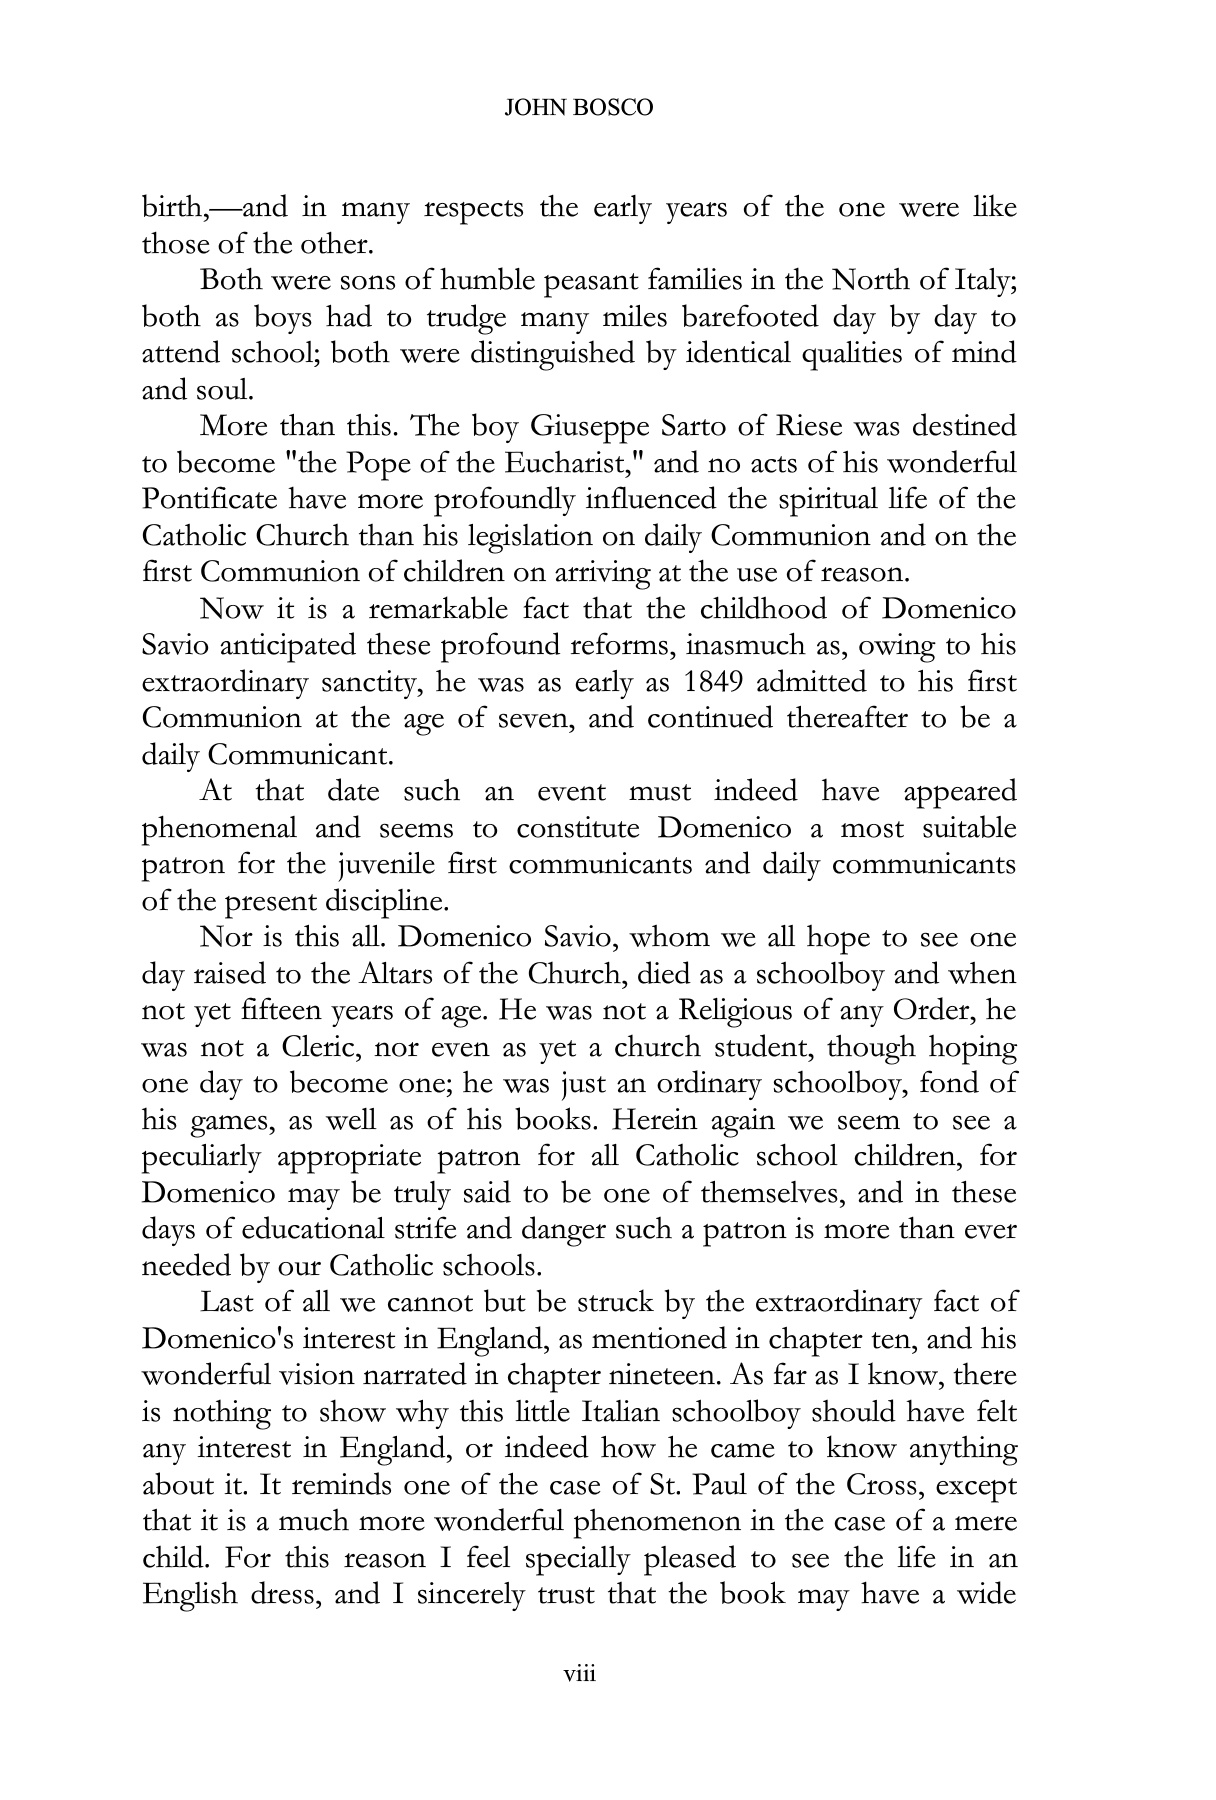 JOHN BOSCO
birth,—and in many respects the early years of the one were like
those of the other.
Both were sons of humble peasant families in the North of Italy;
both as boys had to trudge many miles barefooted day by day to
attend school; both were distinguished by identical qualities of mind
and soul.
More than this. The boy Giuseppe Sarto of Riese was destined
to become "the Pope of the Eucharist," and no acts of his wonderful
Pontificate have more profoundly influenced the spiritual life of the
Catholic Church than his legislation on daily Communion and on the
first Communion of children on arriving at the use of reason.
Now it is a remarkable fact that the childhood of Domenico
Savio anticipated these profound reforms, inasmuch as, owing to his
extraordinary sanctity, he was as early as 1849 admitted to his first
Communion at the age of seven, and continued thereafter to be a
daily Communicant.
At that date such an event must indeed have appeared
phenomenal and seems to constitute Domenico a most suitable
patron for the juvenile first communicants and daily communicants
of the present discipline.
Nor is this all. Domenico Savio, whom we all hope to see one
day raised to the Altars of the Church, died as a schoolboy and when
not yet fifteen years of age. He was not a Religious of any Order, he
was not a Cleric, nor even as yet a church student, though hoping
one day to become one; he was just an ordinary schoolboy, fond of
his games, as well as of his books. Herein again we seem to see a
peculiarly appropriate patron for all Catholic school children, for
Domenico may be truly said to be one of themselves, and in these
days of educational strife and danger such a patron is more than ever
needed by our Catholic schools.
Last of all we cannot but be struck by the extraordinary fact of
Domenico's interest in England, as mentioned in chapter ten, and his
wonderful vision narrated in chapter nineteen. As far as I know, there
is nothing to show why this little Italian schoolboy should have felt
any interest in England, or indeed how he came to know anything
about it. It reminds one of the case of St. Paul of the Cross, except
that it is a much more wonderful phenomenon in the case of a mere
child. For this reason I feel specially pleased to see the life in an
English dress, and I sincerely trust that the book may have a wide
viii